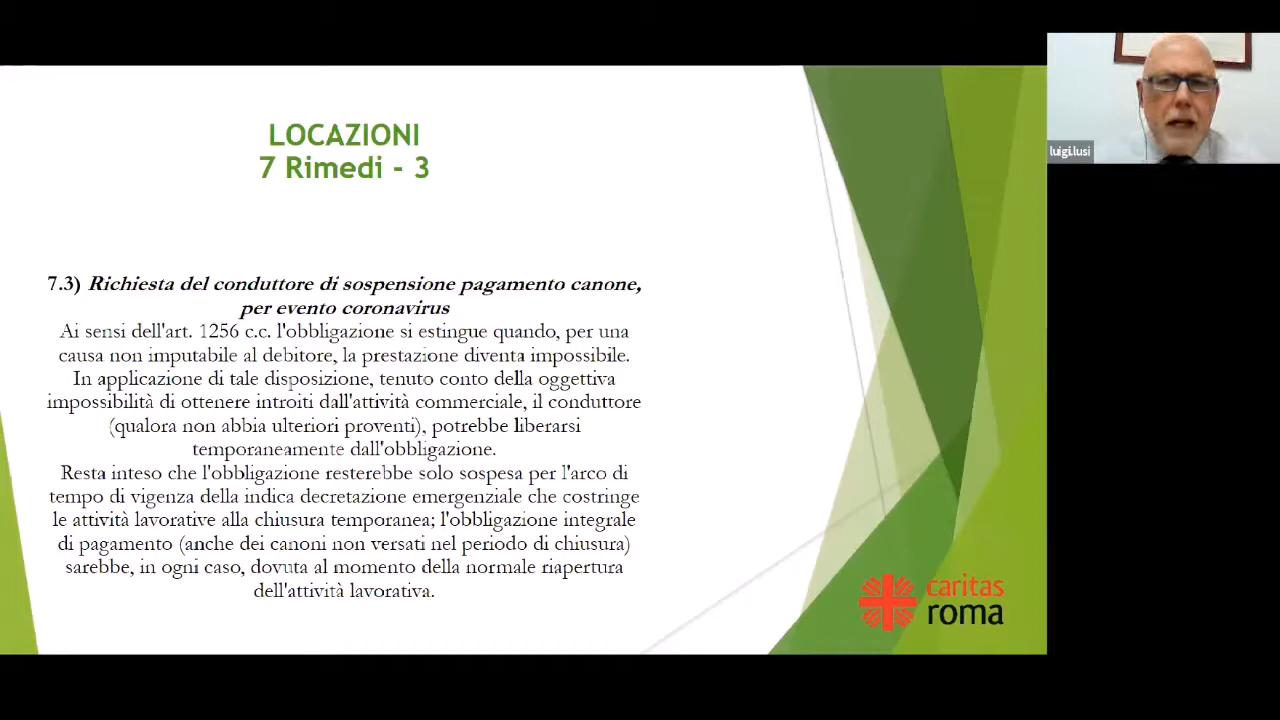 LOCAZIONI
7 Rimedi - 3
7.3) Richiesta del conduttore di sospensione pagamento canone,
per evento coronavirus
Ai sensi dell'art. 1256 c.c. l'obbligazione si estingue quando, per una
causa non imputabile al debitore, la prestazione diventa impossibile.
In applicazione di tale disposizione, tenuto conto della oggettiva
impossibilità di ottenere introiti dall'attività commerciale, il conduttore
(qualora non abbia ulteriori proventi), potrebbe liberarsi
temporaneamente dall'obbligazione.
Resta inteso che l'obbligazione resterebbe solo sospesa per l'arco di
tempo di vigenza della indica decretazione emergenziale che costringe
le attività lavorative alla chiusura temporanea; l'obbligazione integrale
di pagamento (anche dei canoni non versati nel periodo di chiusura)
sarebbe, in ogni caso, dovuta al momento della normale riapertura
dell'attività lavorativa.
caritas
roma
luigi.lusi